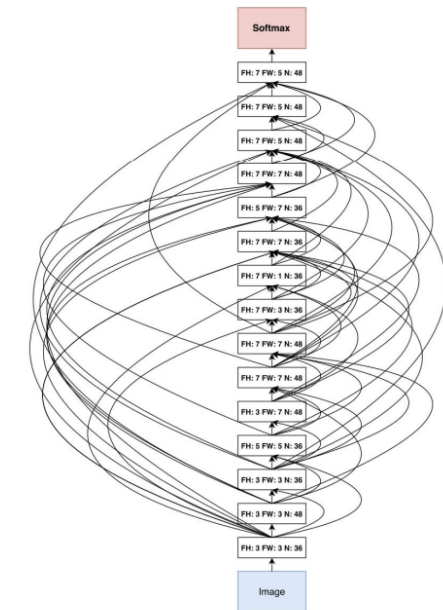 Softmax
FH: 7 FW: 5 N: 48
FH: 7 FW: 5 N: 48
FH: 7 FW: 5 N: 48
FH: 7 FW: 7 N: 48
FH: 5 FW: 7 N: 36
FH: 7 FW: 7 N: 36
FH: 7 FW: 1 N: 36
FH: 7 FW: 3 N: 36
FH: 7 FW: 7 N: 48
FH: 7 FW: 7 N: 48
FH: 3 FW: 7 N: 48
FH: 5 FW: 5 N: 36
FH: 3 FW: 3 N: 36
FH: 3 FW: 3 N: 48
FH: 3 FW: 3 N: 36
Image